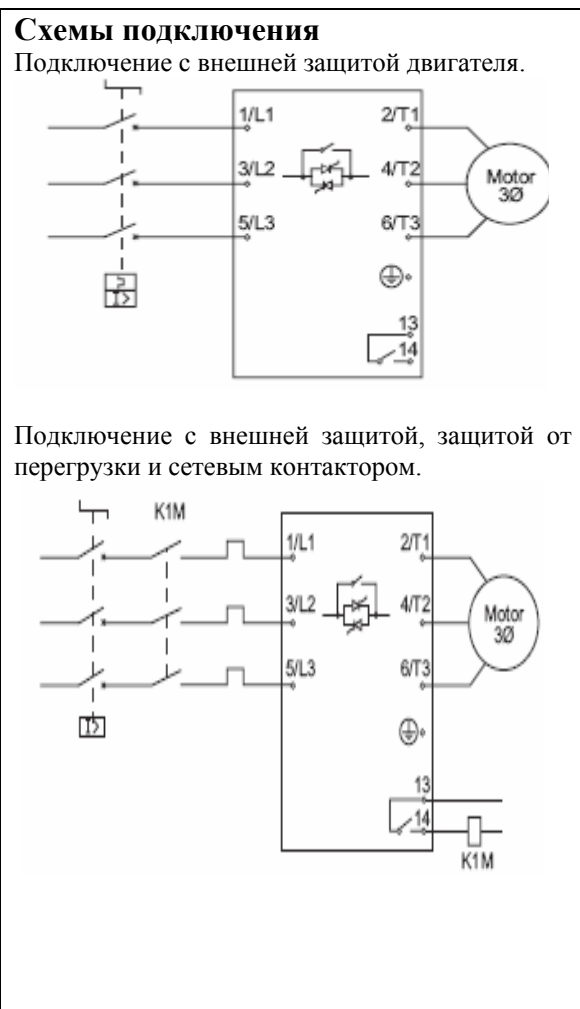 Схемы подключения
Подключение с внешней защитой двигателя.
1/L1 2/T1
3/L2 4/T2
Motor
3Ø
5/L3 6/T3
I>
13
14
Подключение с внешней защитой, защитой от
перегрузки и сетевым контактором.
K1M
1/L1 2/T1
3/L2 4/T2
Motor
3Ø
5/L3 6/T3
I>
13
14
K1M